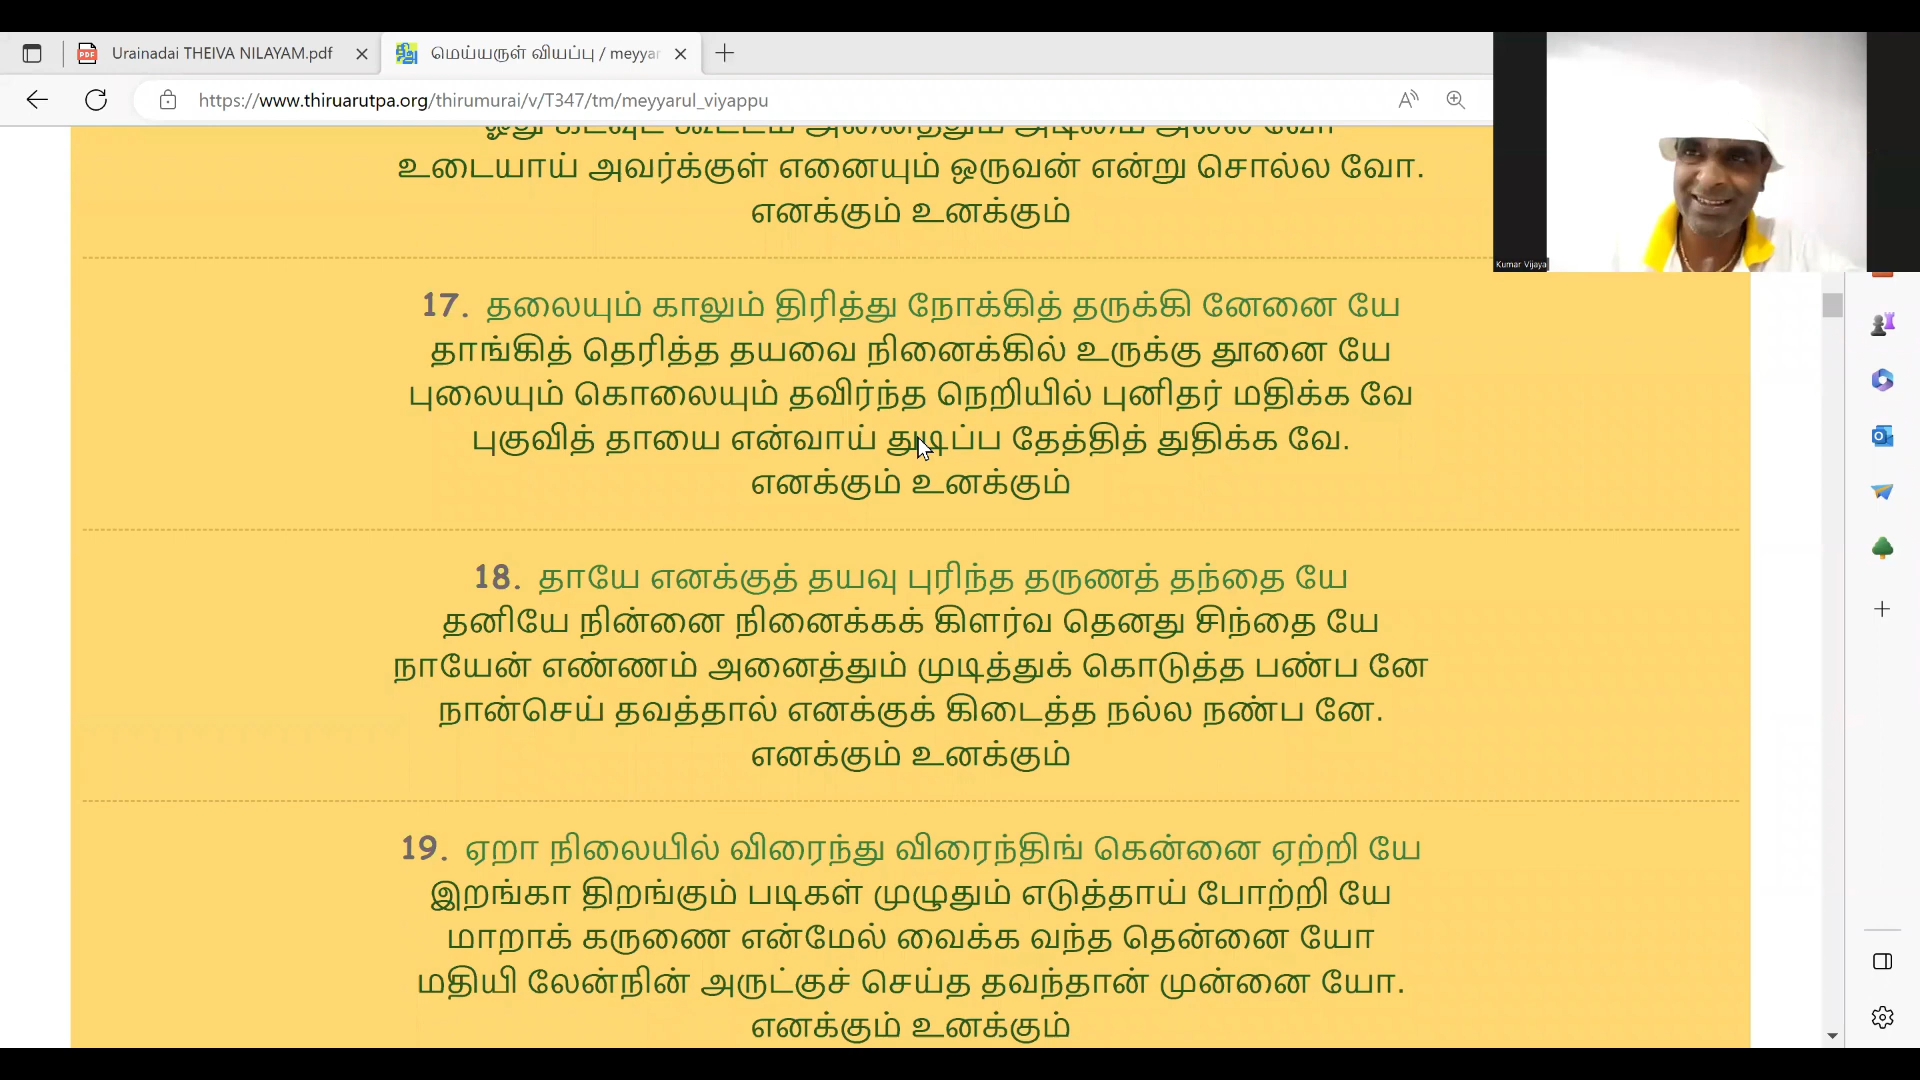 Urainadai THEIVA NILAYAM.pdf
மெய்யருள் வியப்பு / meyyar
https://www.thiruarutpa.org/thirumurai/v/T347/tm/meyyarul_viyappu
உடையாய் அவர்க்குள் எனையும் ஒருவன் என்று சொல்ல வோ.
எனக்கும் உனக்கும்
Kumar Vijaya
17. தலையும் காலும் திரித்து நோக்கித் தருக்கி னேனை யே
தாங்கித் தெரித்த தயவை நினைக்கில் உருக்கு தூனை யே
புலையும் கொலையும் தவிர்ந்த நெறியில் புனிதர் மதிக்க வே
புகுவித் தாயை என்வாய் துடிப்ப தேத்தித் துதிக்க வே.
எனக்கும் உனக்கும்
18. தாயே எனக்குத் தயவு புரிந்த தருணத் தந்தை யே
தனியே நின்னை நினைக்கக் கிளர்வ தெனது சிந்தை யே
நாயேன் எண்ணம் அனைத்தும் முடித்துக் கொடுத்த பண்ப னே
நான்செய் தவத்தால் எனக்குக் கிடைத்த நல்ல நண்ப னே.
எனக்கும் உனக்கும்
19. ஏறா நிலையில் விரைந்து விரைந்திங் கென்னை ஏற்றி யே
இறங்கா திறங்கும் படிகள் முழுதும் எடுத்தாய் போற்றி யே
மாறாக் கருணை என்மேல் வைக்க வந்த தென்னை யோ
மதியி லேன்நின் அருட்குச் செய்த தவந்தான் முன்னை யோ.
எனக்கும் உனக்கும்